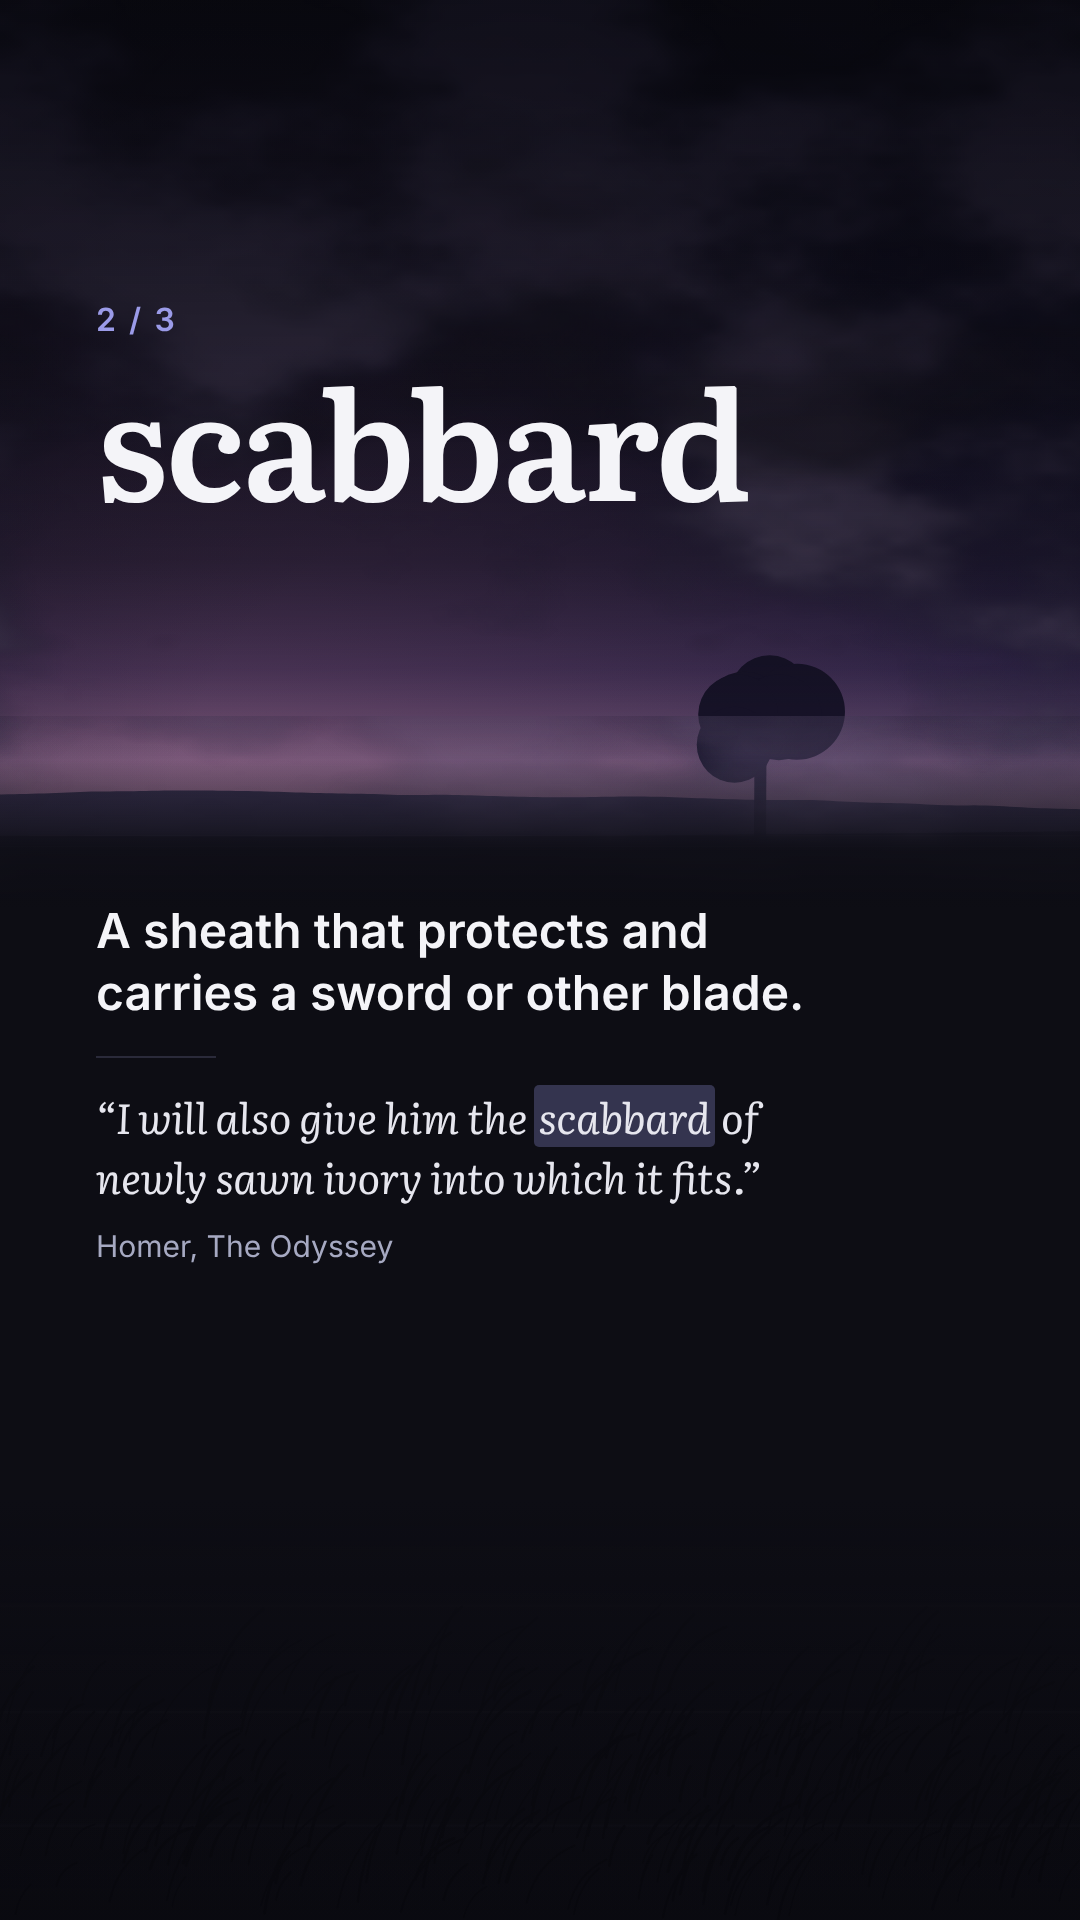 2 / 3
scabbard
A sheath that protects and
carries a sword or other blade.
“I will also give him the scabbard of
newly sawn ivory into which it fits.”
Homer, The Odyssey